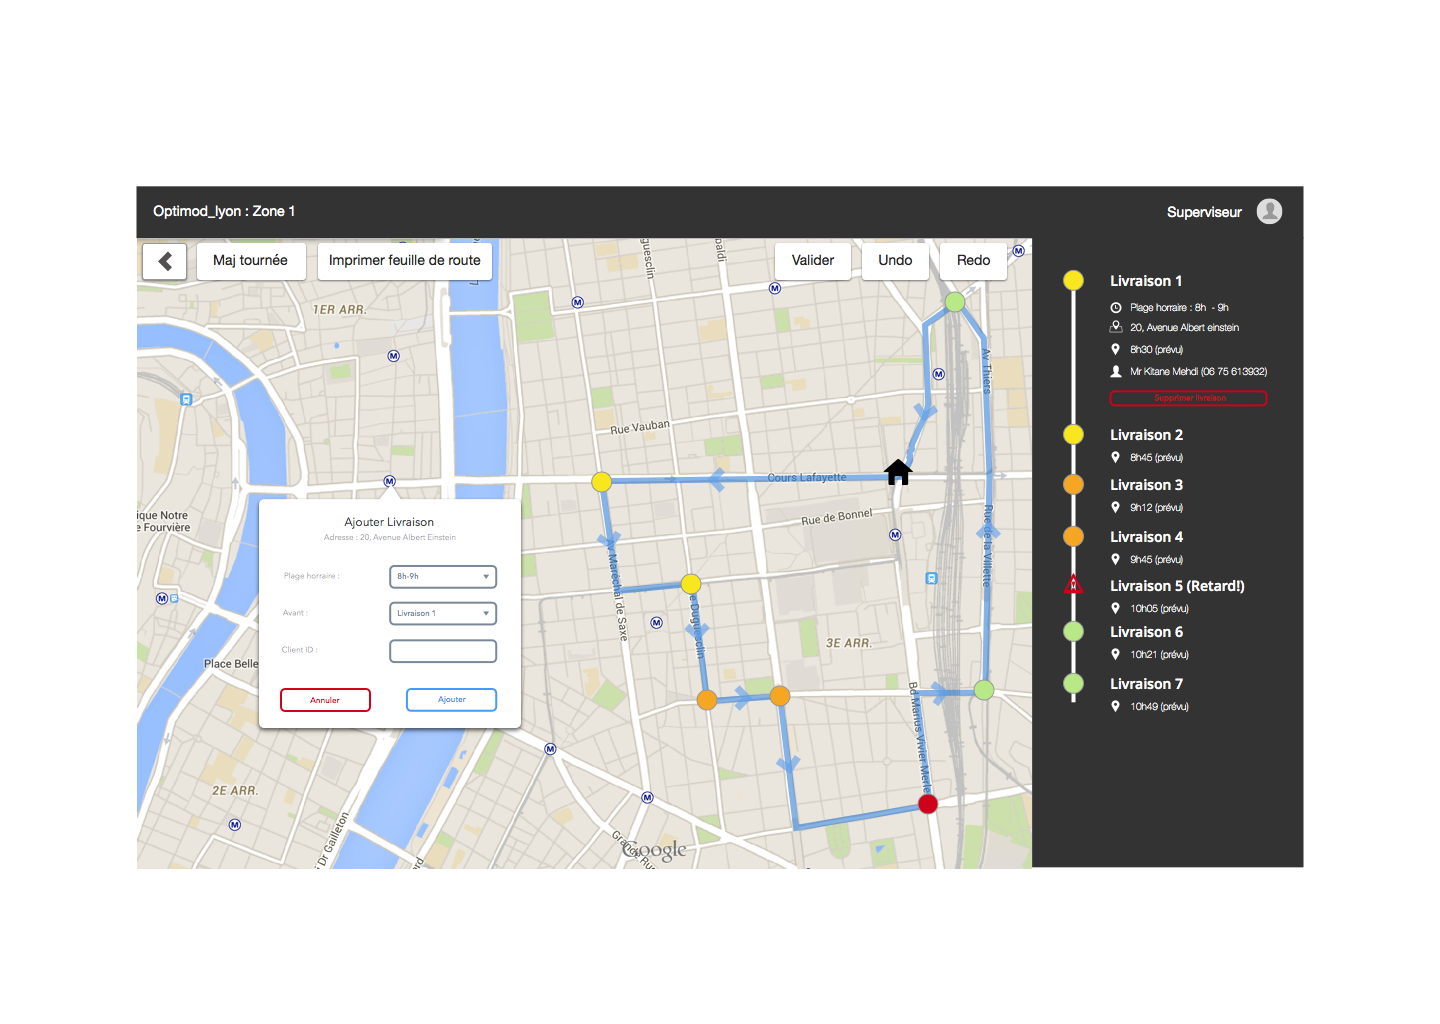 Optimod_lyon : Zone 1
Superviseur
Maj tournée
Imprimer feuille de route
Valider
Undo
Redo
1ER ARR.
Rue Vauban
Cours Lafayette
Rue de Bonnel
Av Thiers
Rue de la Villette
Av Maréchal de Saxe
e Duguesclin
guesclin
baldi
ique Notre
e Fourvière
Place Belle
3E ARR.
Bd Marius Vivier Merle
2E ARR.
i Dr Gailleton
ard
Grande Rue
Google
M
M
M
M
M
M
M
M
M
M
M
M
Ajouter Livraison
Adresse : 20, Avenue Albert Einstein
Plage horraire :
8h-9h
Avant :
Livraison 1
Client ID :
Annuler
Ajouter
Livraison 1
Plage horraire : 8h - 9h
20, Avenue Albert einstein
8h30 (prévu)
Mr Kitane Mehdi (06 75 613932)
Supprimer livraison
Livraison 2
8h45 (prévu)
Livraison 3
9h12 (prévu)
Livraison 4
9h45 (prévu)
Livraison 5 (Retard!)
10h05 (prévu)
Livraison 6
10h21 (prévu)
Livraison 7
10h49 (prévu)